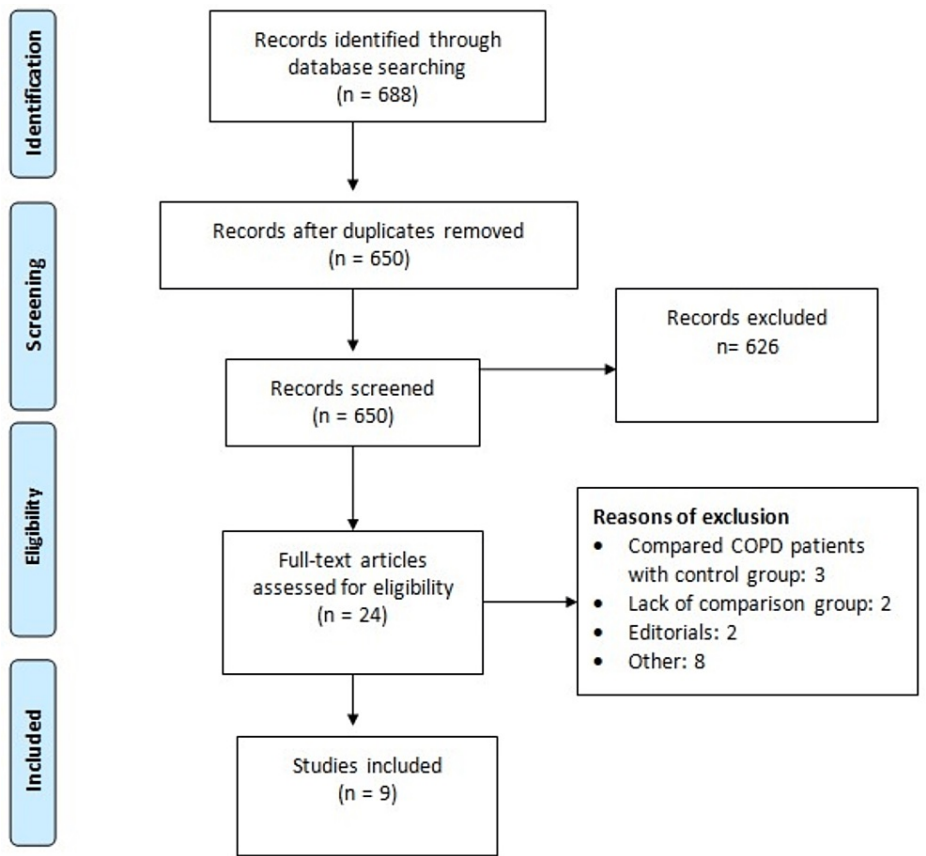 Identification
Records identified through
database searching
(n = 688)
Screening
Records after duplicates removed
(n = 650)
Records excluded
n= 626
Records screened
(n = 650)
Eligibility
Full-text articles
assessed for eligibility
(n = 24)
Reasons of exclusion
• Compared COPD patients
with control group: 3
• Lack of comparison group: 2
• Editorials: 2
• Other: 8
Included
Studies included
(n = 9)